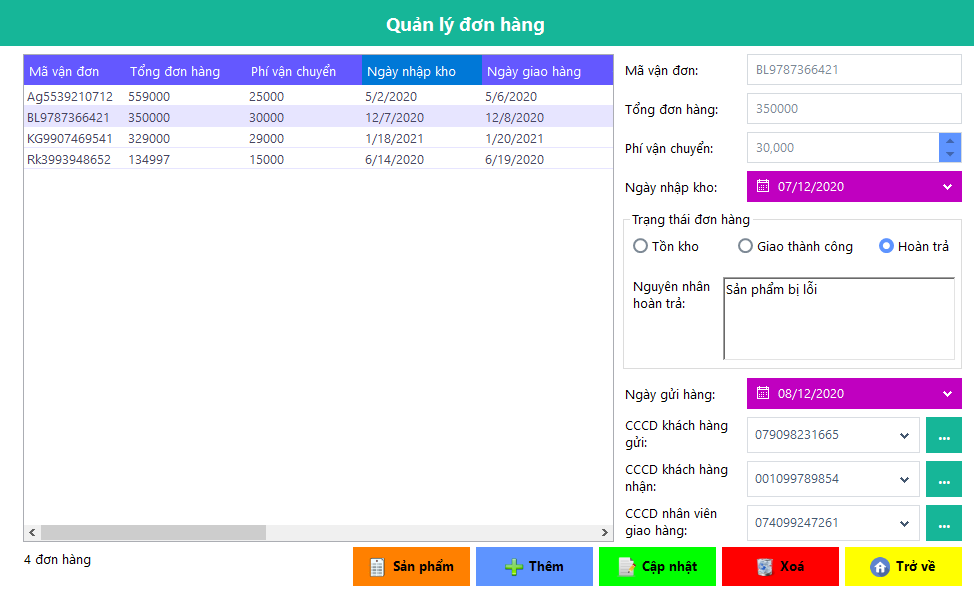 Quản lý đơn hàng
Mã vận đơn Tổng đơn hàng Phí vận chuyển Ngày nhập kho Ngày giao hàng
Ag5539210712 559000 25000 5/2/2020 5/6/2020
BL9787366421 350000 30000 12/7/2020 12/8/2020
KG9907469541 329000 29000 1/18/2021 1/20/2021
Rk3993948652 134997 15000 6/14/2020 6/19/2020
4 đơn hàng
Mã vận đơn: BL9787366421
Tổng đơn hàng: 350000
Phí vận chuyển: 30,000
Ngày nhập kho: 07/12/2020
Trạng thái đơn hàng
Tồn kho Giao thành công Hoàn trả
Nguyên nhân
hoàn trả:
Sản phẩm bị lỗi
Ngày gửi hàng: 08/12/2020
CCCD khách hàng
gửi:
079098231665 ...
CCCD khách hàng
nhận:
001099789854 ...
CCCD nhân viên
giao hàng:
074099247261 ...
Sản phẩm Thêm Cập nhật Xoá Trở về